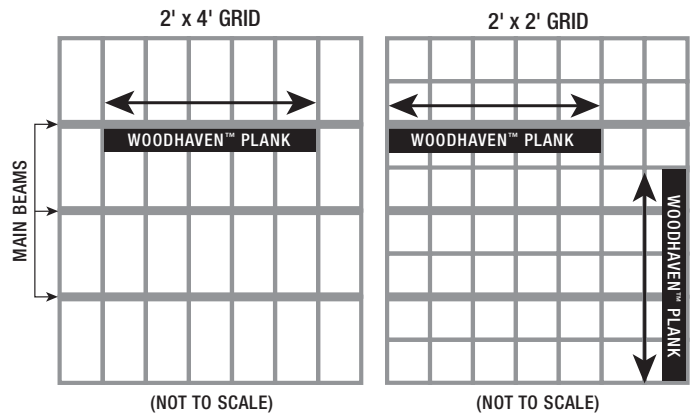 2' x 4' GRID
2' x 2' GRID
WOODHAVEN™ PLANK
WOODHAVEN™ PLANK
MAIN BEAMS
WOODHAVEN™ PLANK
(NOT TO SCALE)
(NOT TO SCALE)